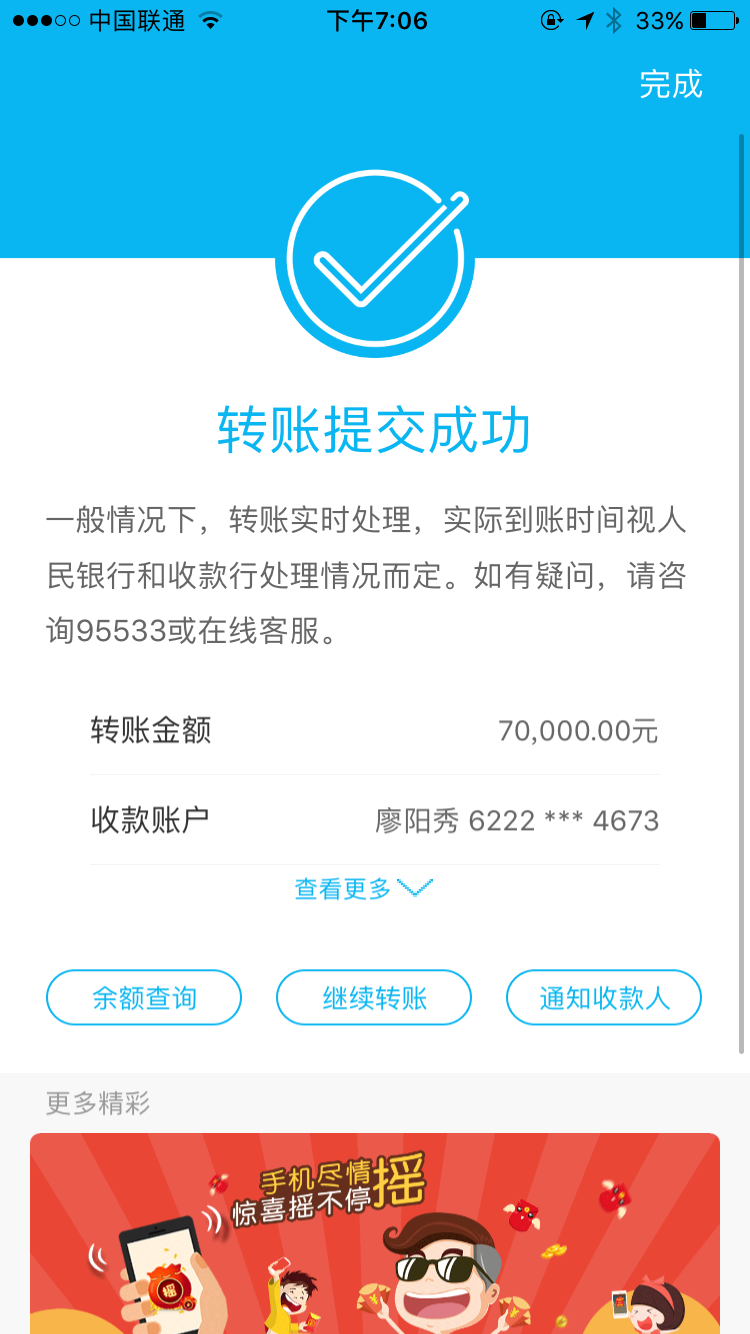 中国联通
下午7:06
33%
完成
转账提交成功
一般情况下，转账实时处理，实际到账时间视人
民银行和收款行处理情况而定。如有疑问，请咨
询95533或在线客服。
转账金额 70,000.00元
收款账户 廖阳秀 6222 *** 4673
查看更多
余额查询 继续转账 通知收款人
更多精彩
手机尽情摇
惊喜摇不停
摇